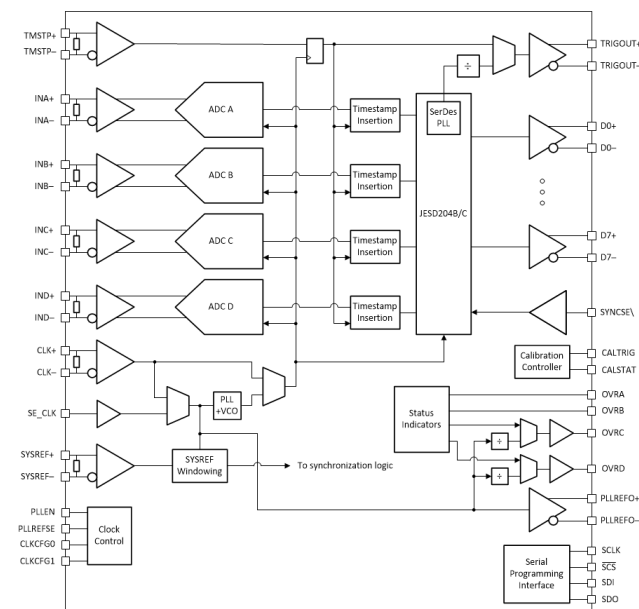 TMSTP+
TMSTP−
TRIGOUT+
TRIGOUT−
÷
SerDes
PLL
INA+
INA−
ADC A
Timestamp
Insertion
D0+
D0−
INB+
INB−
ADC B
Timestamp
Insertion
JESD204B/C
INC+
INC−
ADC C
Timestamp
Insertion
D7+
D7−
IND+
IND−
ADC D
Timestamp
Insertion
SYNCSE\
CLK+
CLK−
Calibration
Controller
CALTRIG
CALSTAT
SE_CLK
PLL
+VCO
Status
Indicators
OVRA
OVRB
OVRC
÷
OVRD
÷
SYSREF+
SYSREF−
SYSREF
Windowing
To synchronization logic
PLLREFO+
PLLREFO−
PLLEN
PLLREFSE
CLKCFG0
CLKCFG1
Clock
Control
Serial
Programming
Interface
SCLK
SCS
SDI
SDO